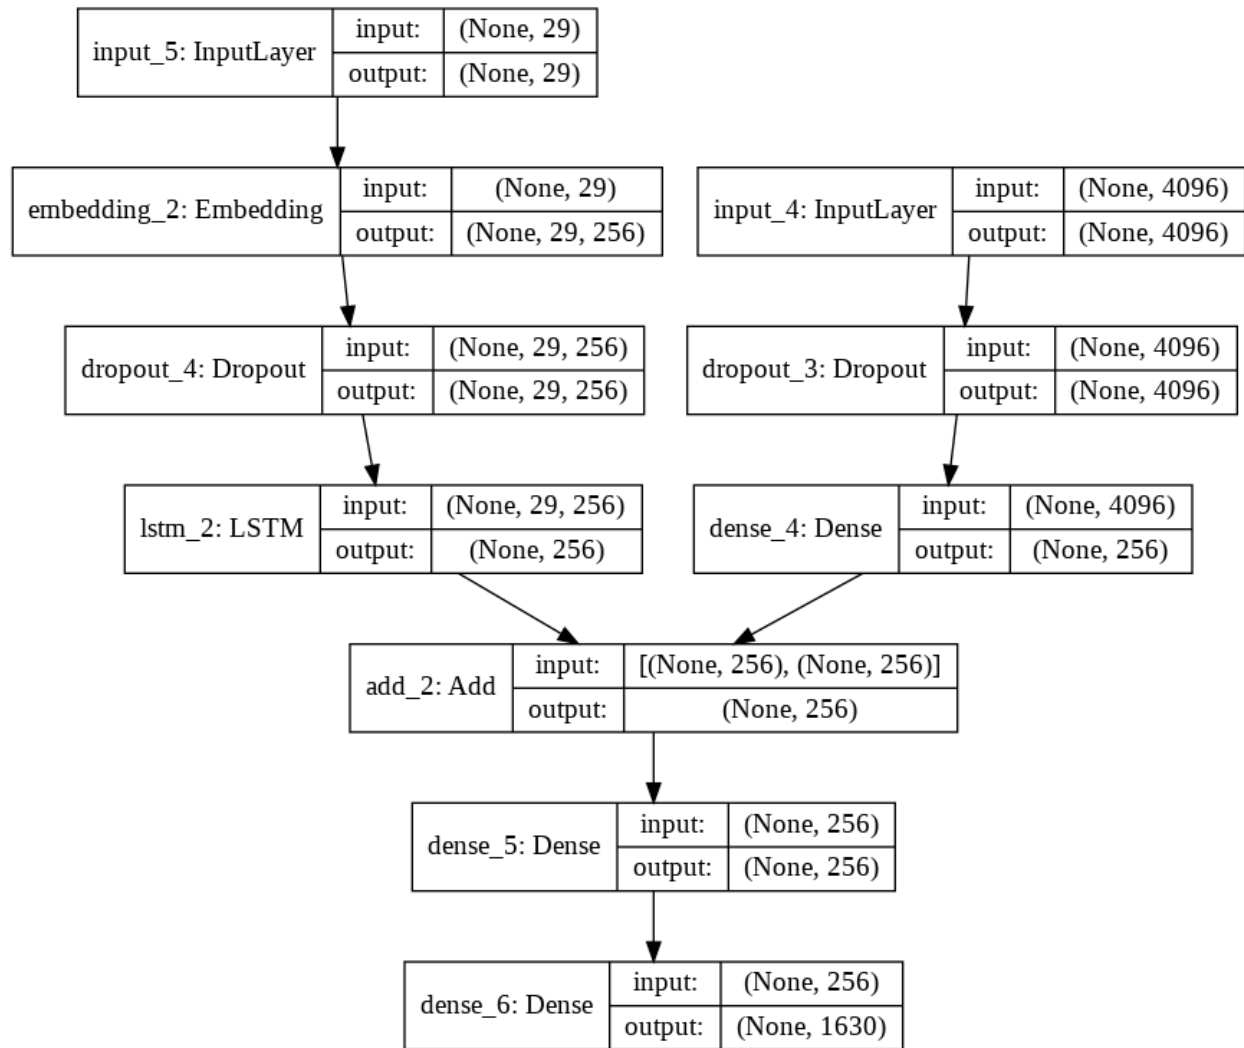 input_5: InputLayer
input: (None, 29)
output: (None, 29)
embedding_2: Embedding
input: (None, 29)
output: (None, 29, 256)
input_4: InputLayer
input: (None, 4096)
output: (None, 4096)
dropout_4: Dropout
input: (None, 29, 256)
output: (None, 29, 256)
dropout_3: Dropout
input: (None, 4096)
output: (None, 4096)
lstm_2: LSTM
input: (None, 29, 256)
output: (None, 256)
dense_4: Dense
input: (None, 4096)
output: (None, 256)
add_2: Add
input: [(None, 256), (None, 256)]
output: (None, 256)
dense_5: Dense
input: (None, 256)
output: (None, 256)
dense_6: Dense
input: (None, 256)
output: (None, 1630)